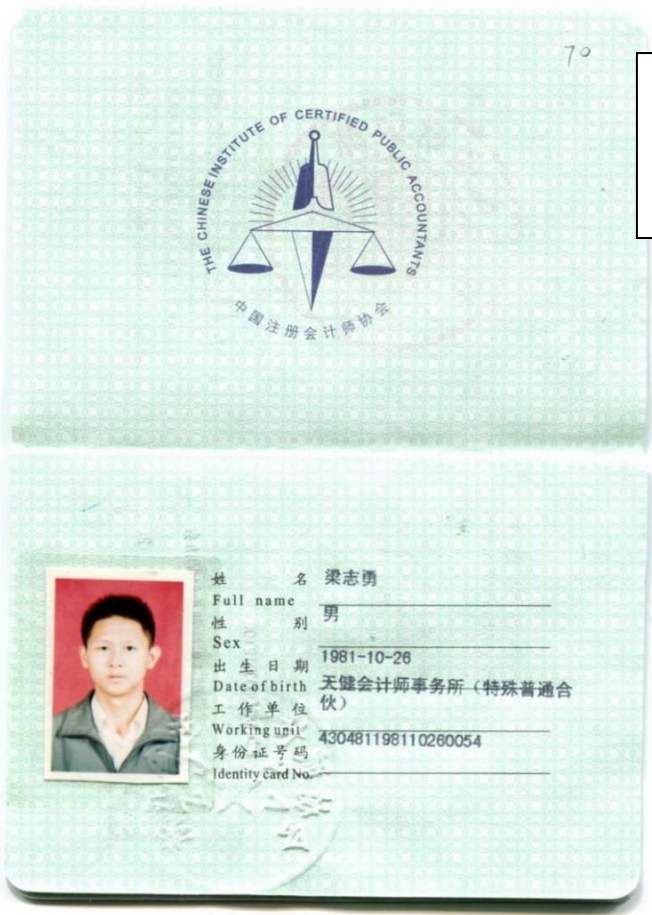 70
THE CHINESE INSTITUTE OF CERTIFIED PUBLIC ACCOUNTANTS
中国注册会计师协会
姓 名 梁志勇
Full name
性 别 男
Sex
出生日期 1981-10-26
Date of birth
工作单位 天健会计师事务所（特殊普通合
伙）
Working unit
身份证号码 430481198110260054
Identity card No.